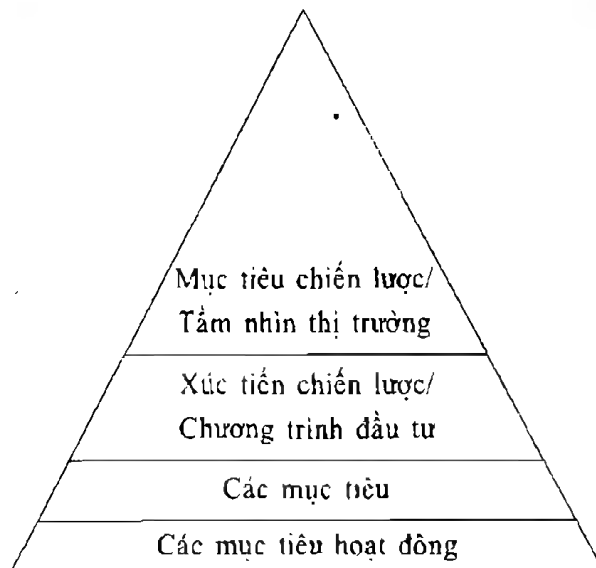 Mục tiêu chiến lược/
Tầm nhìn thị trường
Xúc tiến chiến lược/
Chương trình đầu tư
Các mục tiêu
Các mục tiêu hoạt động